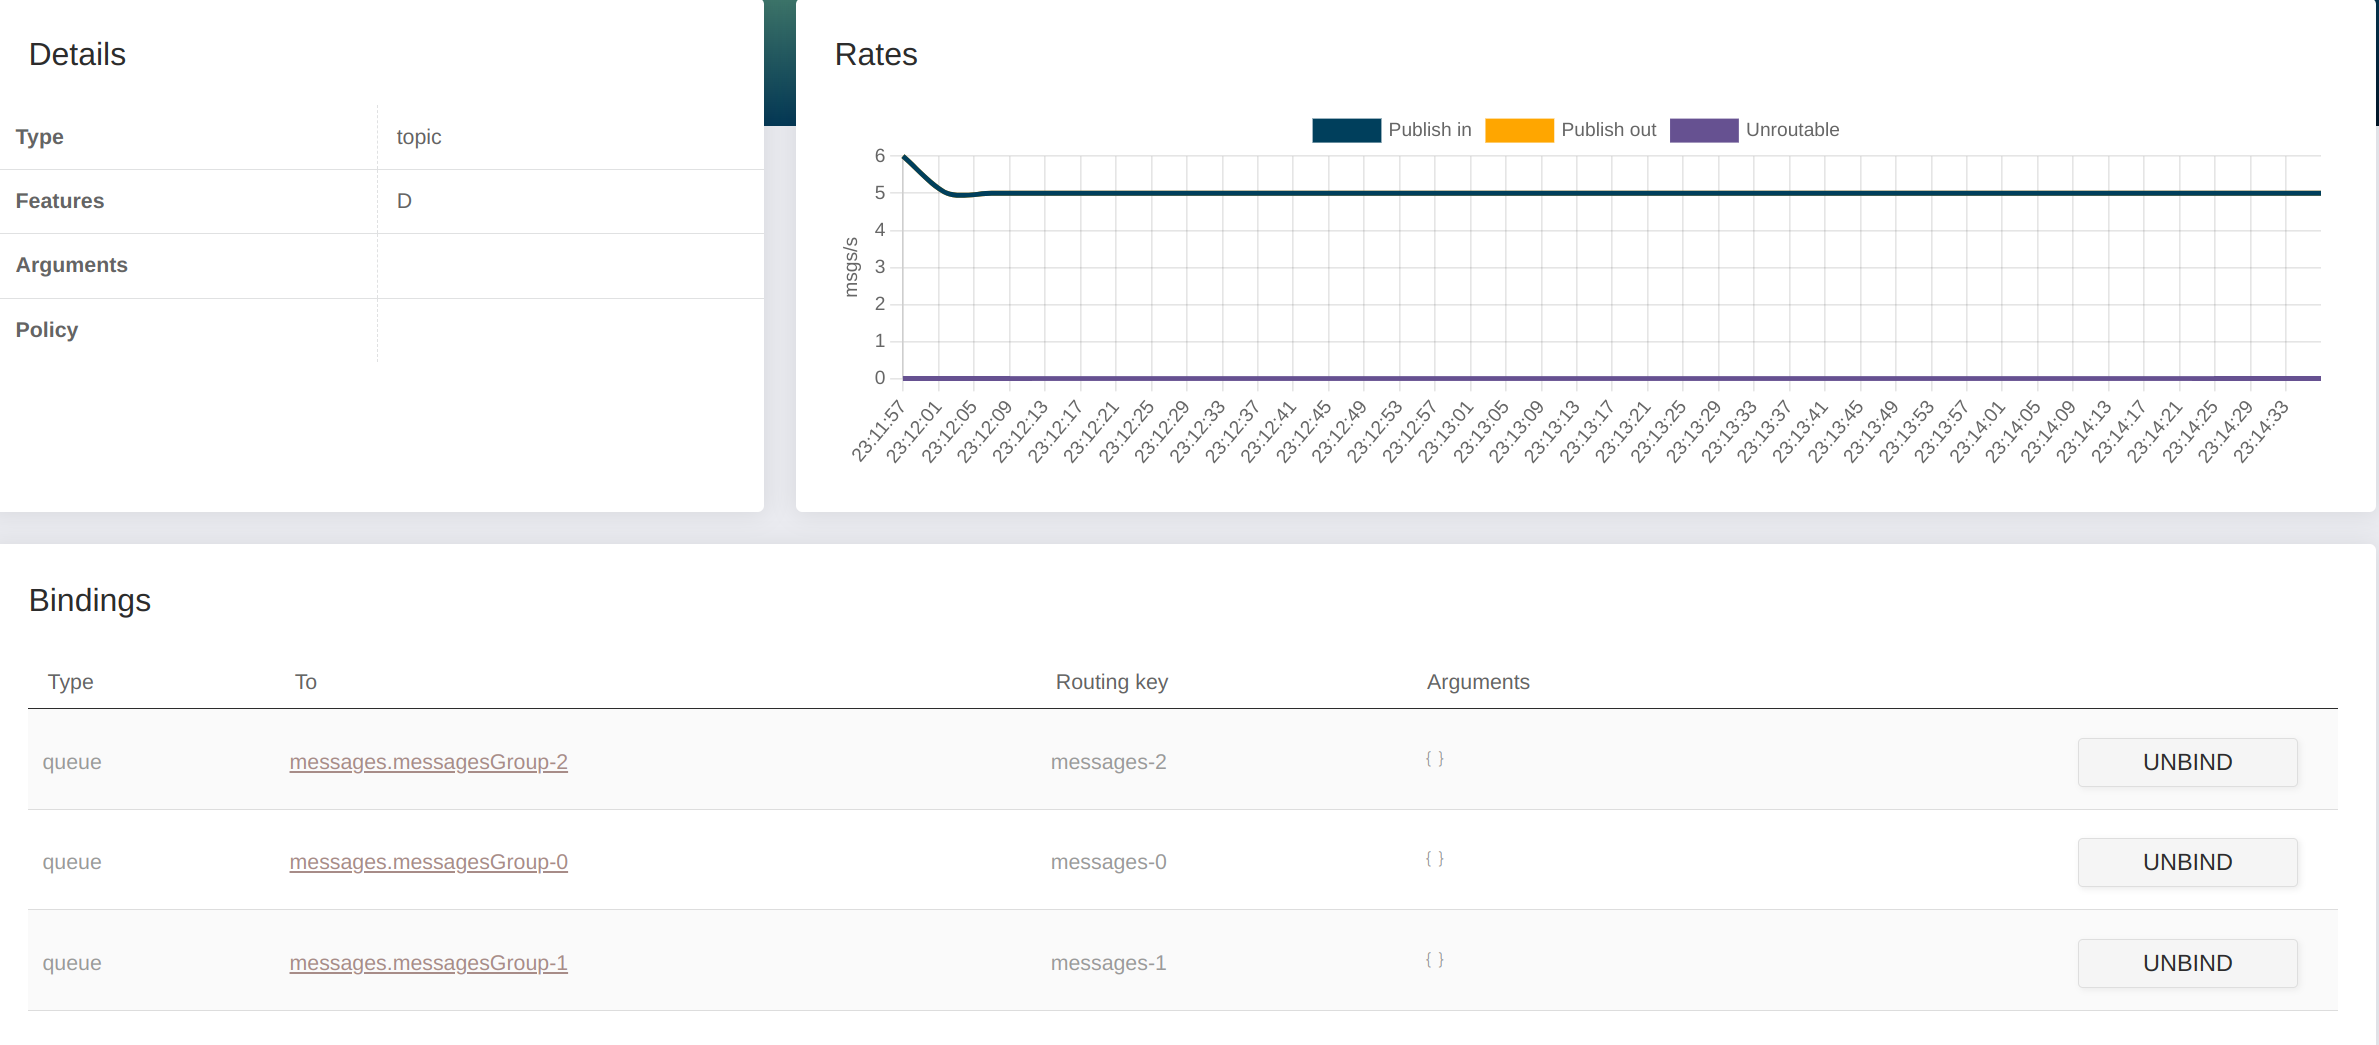 Details
Type topic
Features D
Arguments
Policy
Rates
Publish in Publish out Unroutable
msgs/s
6
5
4
3
2
1
0
23:11:57 23:12:01 23:12:05 23:12:09 23:12:13 23:12:17 23:12:21 23:12:25 23:12:29 23:12:33 23:12:37 23:12:41 23:12:45 23:12:49 23:12:53 23:12:57 23:13:01 23:13:05 23:13:09 23:13:13 23:13:17 23:13:21 23:13:25 23:13:29 23:13:33 23:13:37 23:13:41 23:13:45 23:13:49 23:13:53 23:13:57 23:14:01 23:14:05 23:14:09 23:14:13 23:14:17 23:14:21 23:14:25 23:14:29 23:14:33
Bindings
Type To Routing key Arguments
queue messages.messagesGroup-2 messages-2 { } UNBIND
queue messages.messagesGroup-0 messages-0 { } UNBIND
queue messages.messagesGroup-1 messages-1 { } UNBIND